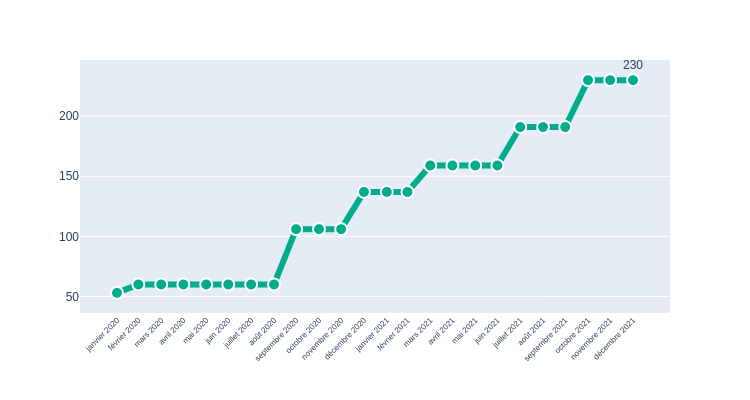 230
200
150
100
50
janvier 2020
février 2020
mars 2020
avril 2020
mai 2020
juin 2020
juillet 2020
août 2020
septembre 2020
octobre 2020
novembre 2020
décembre 2020
janvier 2021
février 2021
mars 2021
avril 2021
mai 2021
juin 2021
juillet 2021
août 2021
septembre 2021
octobre 2021
novembre 2021
décembre 2021